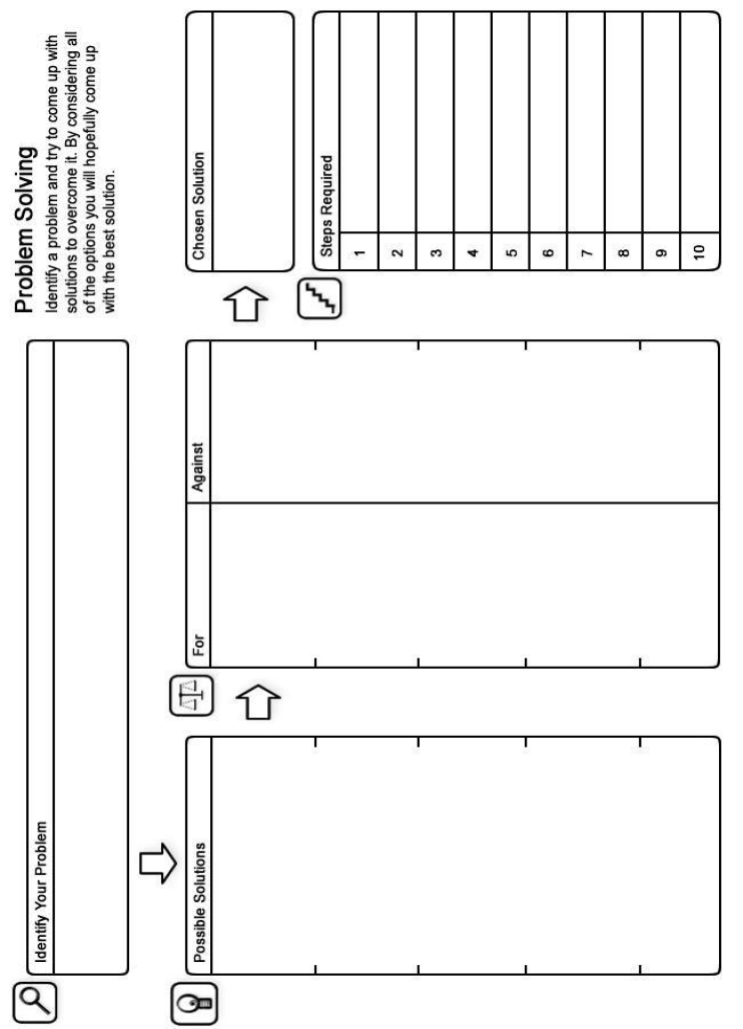 Problem Solving
Identify a problem and try to come up with
solutions to overcome it. By considering all
of the options you will hopefully come up
with the best solution.
Identify Your Problem
Possible Solutions
For
Against
Chosen Solution
Steps Required
1
2
3
4
5
6
7
8
9
10